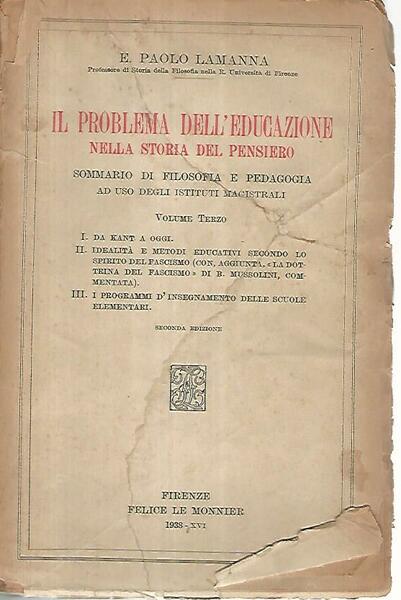 E. PAOLO LAMANNA
Professore di Storia della Filosofia nella R. Università di Firenze
IL PROBLEMA DELL'EDUCAZIONE
NELLA STORIA DEL PENSIERO
SOMMARIO DI FILOSOFIA E PEDAGOGIA
AD USO DEGLI ISTITUTI MAGISTRALI
VOLUME TERZO
I. DA KANT A OGGI.
II. IDEALITÀ E METODI EDUCATIVI SECONDO LO
SPIRITO DEL FASCISMO (CON, AGGIUNTA, «LA DOT-
TRINA DEL FASCISMO» DI B. MUSSOLINI, COM-
MENTATA).
III. I PROGRAMMI D'INSEGNAMENTO DELLE SCUOLE
ELEMENTARI.
SECONDA EDIZIONE
FIRENZE
FELICE LE MONNIER
1938 - XVI